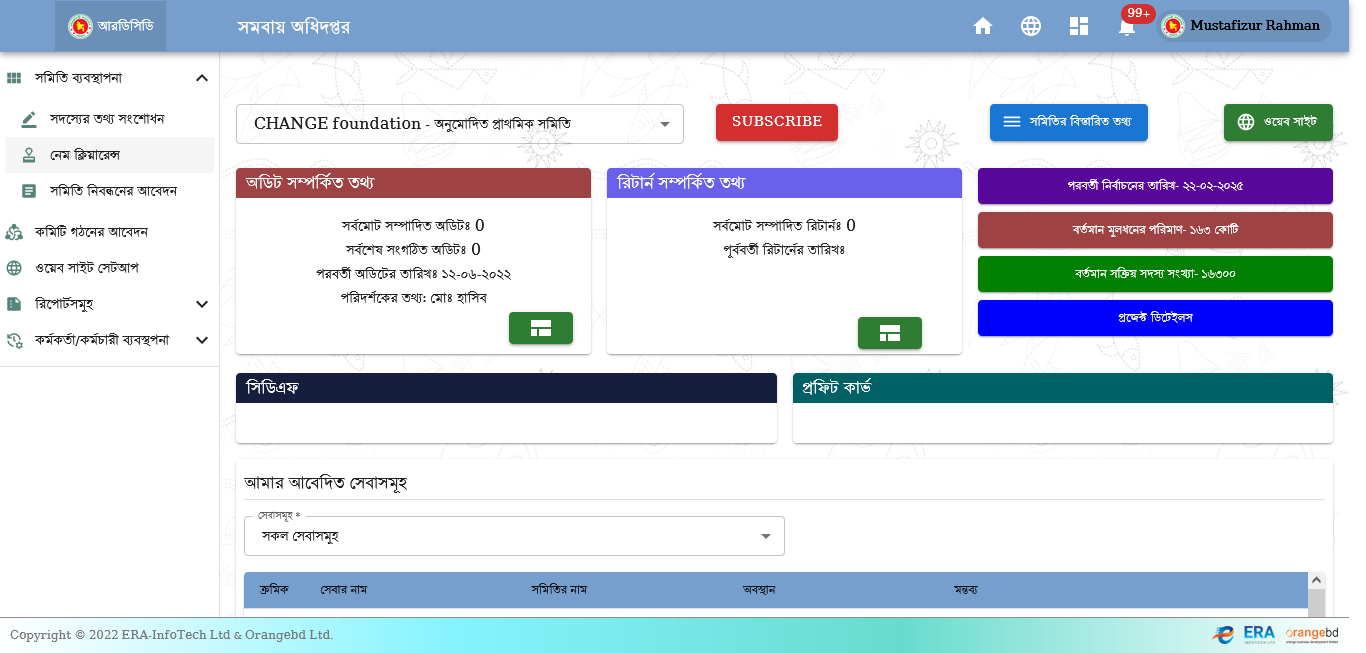 আরডিসিডি
সমবায় অধিদপ্তর
99+
Mustafizur Rahman
সমিতি ব্যবস্থাপনা
সদস্যের তথ্য সংশোধন
নেম ক্লিয়ারেন্স
সমিতি নিবন্ধনের আবেদন
কমিটি গঠনের আবেদন
ওয়েব সাইট সেটআপ
রিপোর্টসমুহ
কর্মকর্তা/কর্মচারী ব্যবস্থপনা
CHANGE foundation - অনুমোদিত প্রাথমিক সমিতি
SUBSCRIBE
সমিতির বিস্তারিত তথ্য
ওয়েব সাইট
অডিট সম্পর্কিত তথ্য
সর্বমোট সম্পাদিত অডিটঃ 0
সর্বশেষ সংগঠিত অডিটঃ 0
পরবর্তী অডিটের তারিখঃ ১২-০৬-২০২২
পরিদর্শকের তথ্য: মোঃ হাসিব
রিটার্ন সম্পর্কিত তথ্য
সর্বমোট সম্পাদিত রিটার্নঃ 0
পূর্ববর্তী রিটার্নের তারিখঃ
পরবর্তী নির্বাচনের তারিখ- ২২-০২-২০২৫
বর্তমান মুলধনের পরিমাণ- ১৬৩ কোটি
বর্তমান সক্রিয় সদস্য সংখ্যা- ১৬৩০০
প্রজেক্ট ডিটেইলস
সিডিএফ
প্রফিট কার্ভ
আমার আবেদিত সেবাসমূহ
সেবাসমূহ *
সকল সেবাসমুহ
ক্রমিক সেবার নাম সমিতির নাম অবস্থান মন্তব্য
Copyright © 2022 ERA-InfoTech Ltd & Orangebd Ltd.
ERA
INFOTECH LTD
orangebd